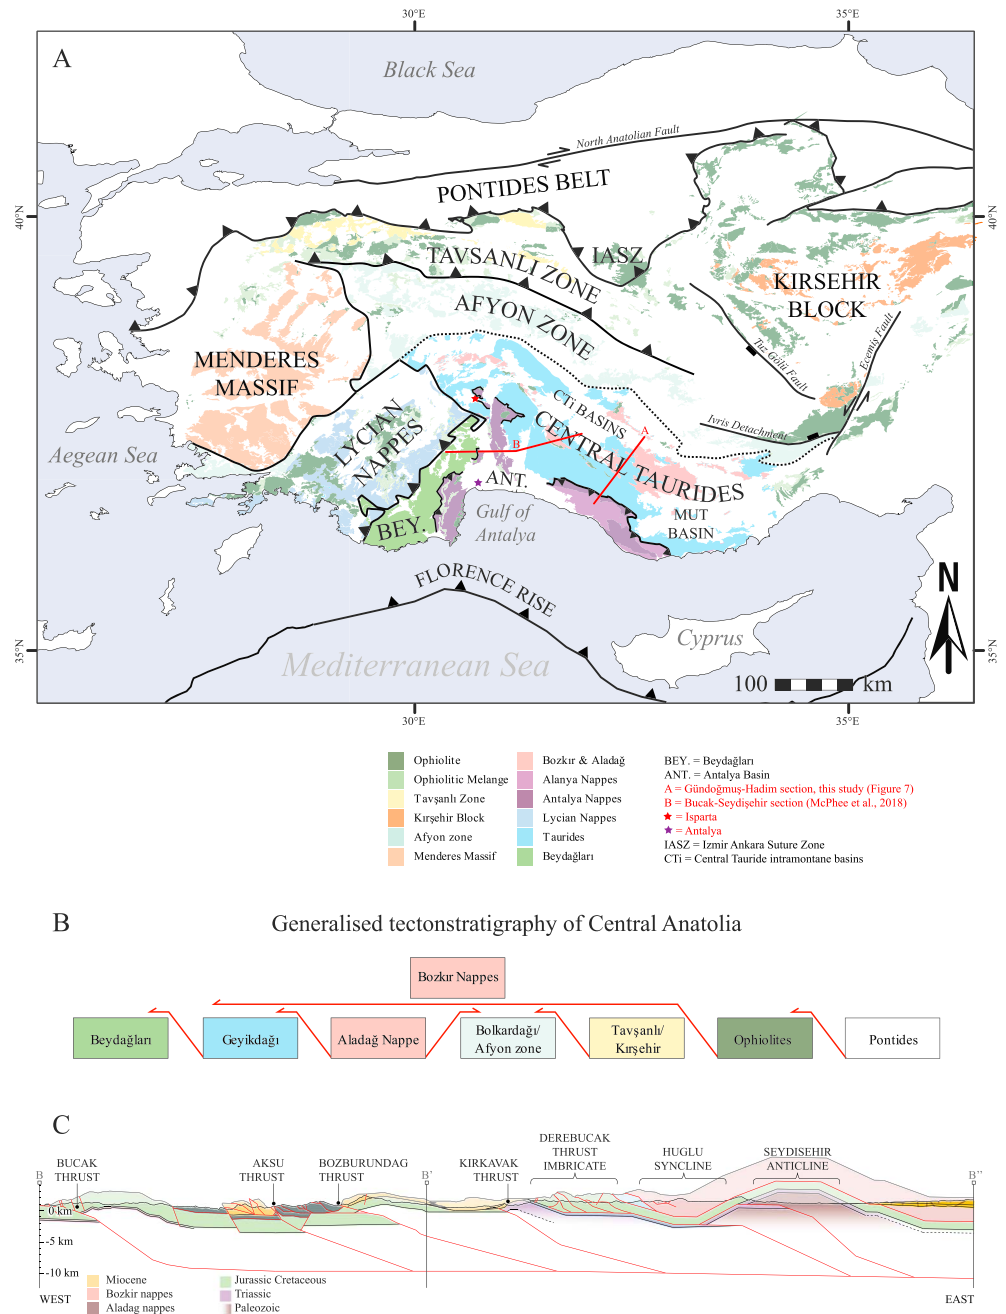 30°E
35°E
A
Black Sea
North Anatolian Fault
PONTIDES BELT
40°N
40°N
IASZ
TAVSANLI ZONE
KIRSEHIR
BLOCK
AFYON ZONE
Tuz Gölü Fault
Ecemis Fault
MENDERES
MASSIF
LYCIAN
NAPPES
CTi BASINS
Ivris Detachment
A
B
CENTRAL TAURIDES
Aegean Sea
ANT.
Gulf of
Antalya
MUT
BASIN
BEY.
FLORENCE RISE
Cyprus
N
35°N
35°N
Mediterranean Sea
100 km
30°E
35°E
Ophiolite
Ophiolitic Melange
Tavşanlı Zone
Kırşehir Block
Afyon zone
Menderes Massif
Bozkır & Aladağ
Alanya Nappes
Antalya Nappes
Lycian Nappes
Taurides
Beydağları
BEY. = Beydağları
ANT. = Antalya Basin
A = Gündoğmuş-Hadim section, this study (Figure 7)
B = Bucak-Seydişehir section (McPhee et al., 2018)
= Isparta
= Antalya
IASZ = Izmir Ankara Suture Zone
CTi = Central Tauride intramontane basins
B
Generalised tectonstratigraphy of Central Anatolia
Bozkır Nappes
Beydağları
Geyikdağı
Aladağ Nappe
Bolkardağı/
Afyon zone
Tavşanlı/
Kırşehir
Ophiolites
Pontides
C
B
BUCAK
THRUST
AKSU
THRUST
BOZBURUNDAG
THRUST
B'
KIRKAVAK
THRUST
DEREBUCAK
THRUST
IMBRICATE
HUGLU
SYNCLINE
SEYDISEHIR
ANTICLINE
B''
0 km
-5 km
-10 km
WEST
EAST
Miocene
Bozkir nappes
Aladag nappes
Jurassic Cretaceous
Triassic
Paleozoic